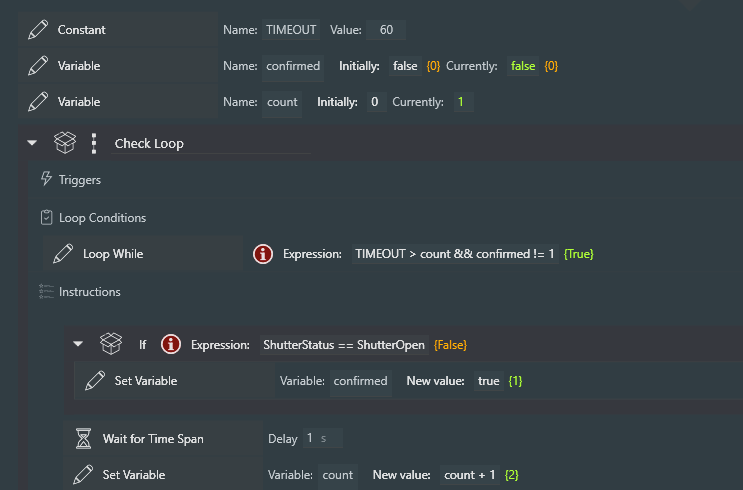 Constant Name: TIMEOUT Value: 60
Variable Name: confirmed Initially: false {0} Currently: false {0}
Variable Name: count Initially: 0 Currently: 1
Check Loop
Triggers
Loop Conditions
Loop While Expression: TIMEOUT > count && confirmed != 1 {True}
Instructions
If Expression: ShutterStatus == ShutterOpen {False}
Set Variable Variable: confirmed New value: true {1}
Wait for Time Span Delay 1 s
Set Variable Variable: count New value: count + 1 {2}